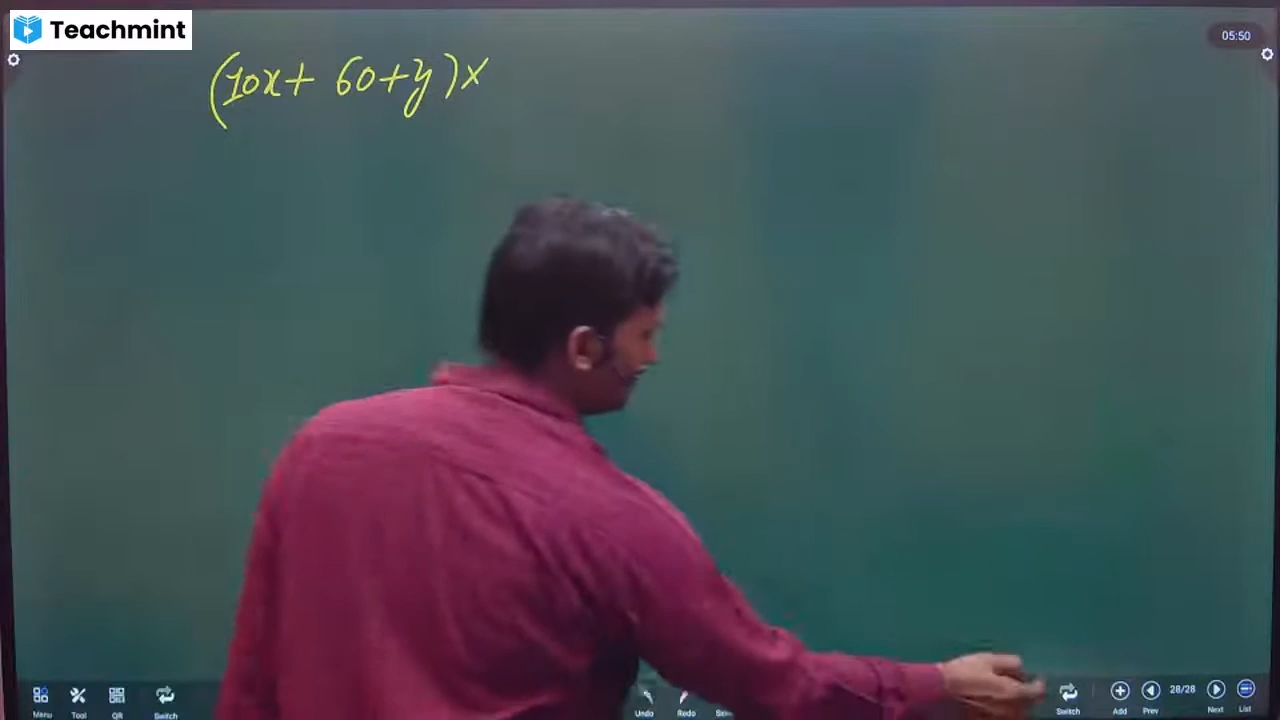 Teachmint
05:50
(10x+ 60+y)x
Menu Tool QR Switch Undo Redo Switch Add Prev 28/28 Next List